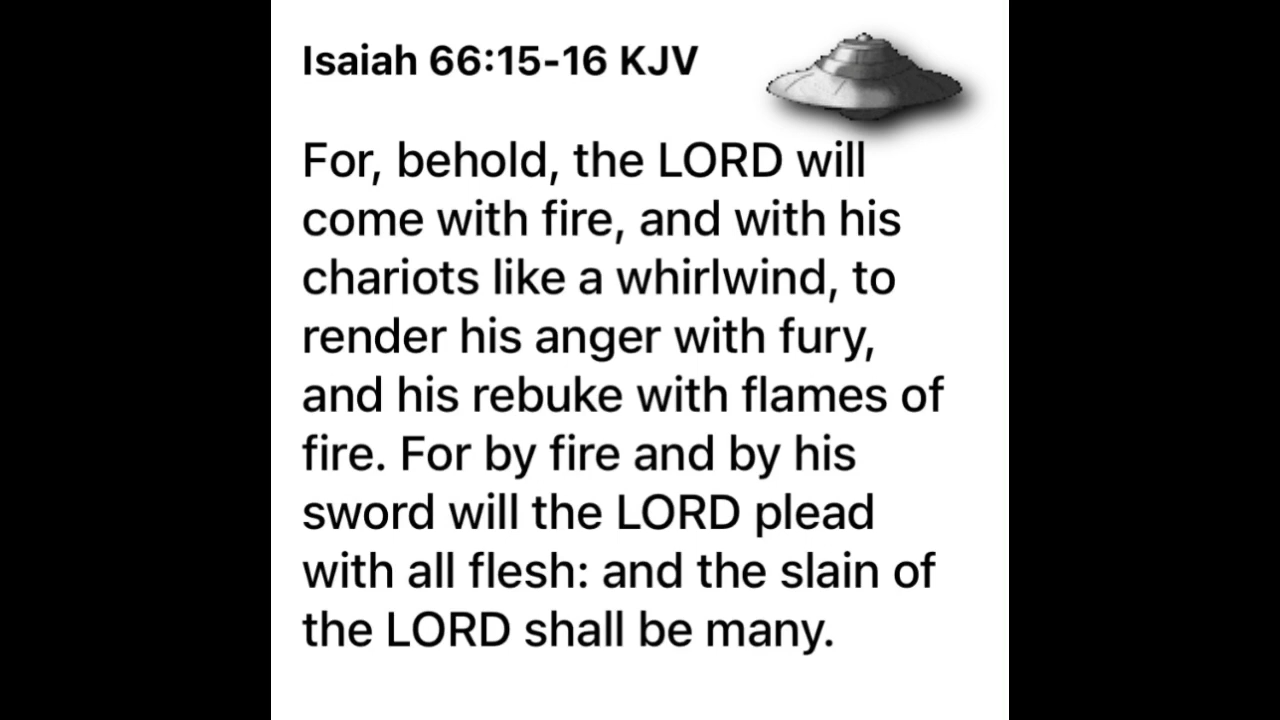 Isaiah 66:15-16 KJV
For, behold, the LORD will
come with fire, and with his
chariots like a whirlwind, to
render his anger with fury,
and his rebuke with flames of
fire. For by fire and by his
sword will the LORD plead
with all flesh: and the slain of
the LORD shall be many.